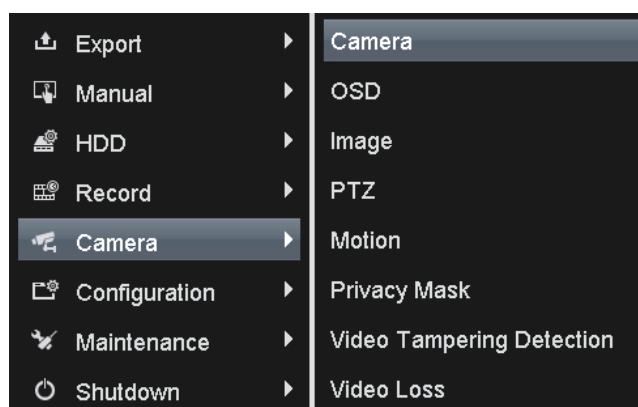 Export
Manual
HDD
Record
Camera
Configuration
Maintenance
Shutdown
Camera
OSD
Image
PTZ
Motion
Privacy Mask
Video Tampering Detection
Video Loss